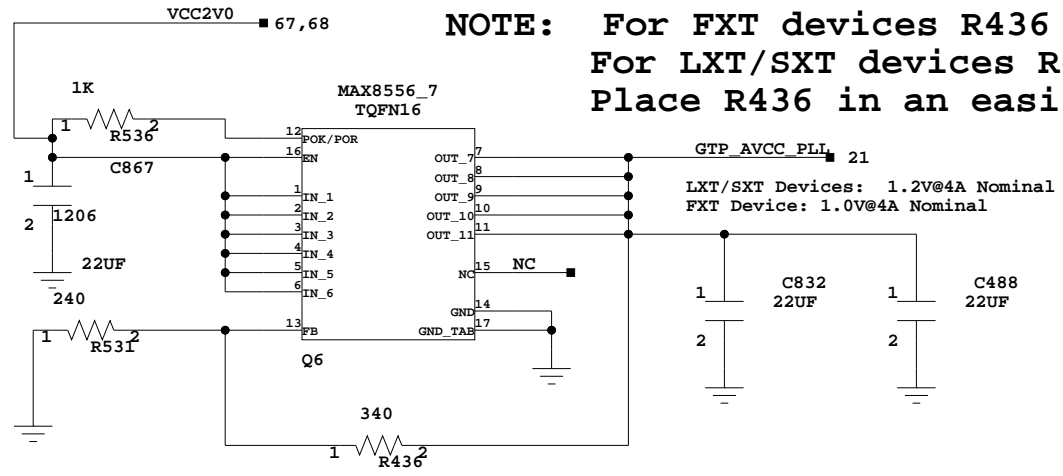 VCC2V0
67,68
NOTE: For FXT devices R436
For LXT/SXT devices R
Place R436 in an easi
1K
1
2
R536
MAX8556_7
TQFN16
12
POK/POR
16
EN
C867
1
1206
2
22UF
1
IN_1
2
IN_2
3
IN_3
4
IN_4
5
IN_5
6
IN_6
13
FB
OUT_7
7
OUT_8
8
OUT_9
9
OUT_10
10
OUT_11
11
NC
15
NC
GND
14
GND_TAB
17
Q6
GTP_AVCC_PLL
21
LXT/SXT Devices: 1.2V@4A Nominal
FXT Device: 1.0V@4A Nominal
1
C832
22UF
2
1
C488
22UF
2
240
1
2
R531
340
1
2
R436